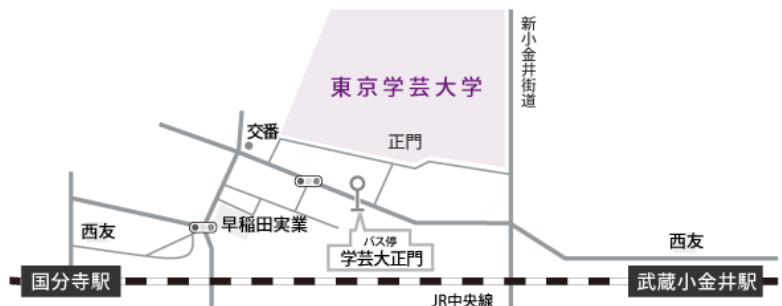 新小金井街道
東京学芸大学
正門
交番
早稲田実業
西友
バス停
学芸大正門
西友
国分寺駅
武蔵小金井駅
JR中央線